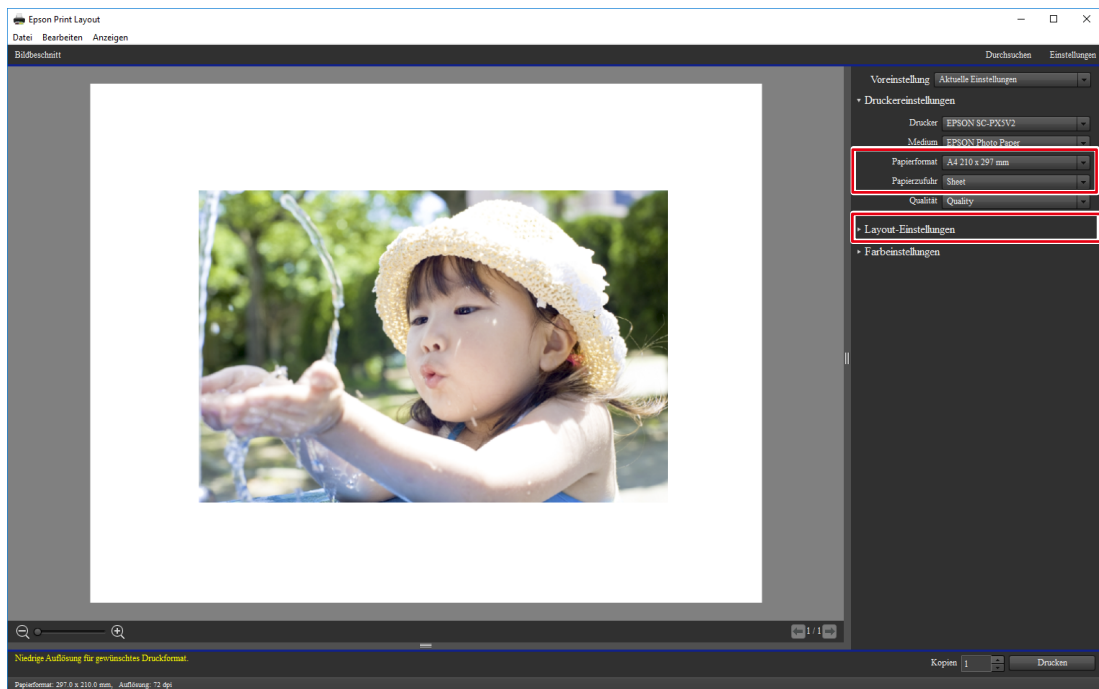 Epson Print Layout
Datei Bearbeiten Anzeigen
Bildbeschnitt Durchsuchen Einstellungen
Voreinstellung Aktuelle Einstellungen
Druckereinstellungen
Drucker EPSON SC-PX5V2
Medium EPSON Photo Paper
Papierformat A4 210 x 297 mm
Papierzufuhr Sheet
Qualität Quality
Layout-Einstellungen
Farbeinstellungen
1 / 1
Niedrige Auflösung für gewünschtes Druckformat.
Kopien 1 Drucken
Papierformat: 297.0 x 210.0 mm, Auflösung: 72 dpi